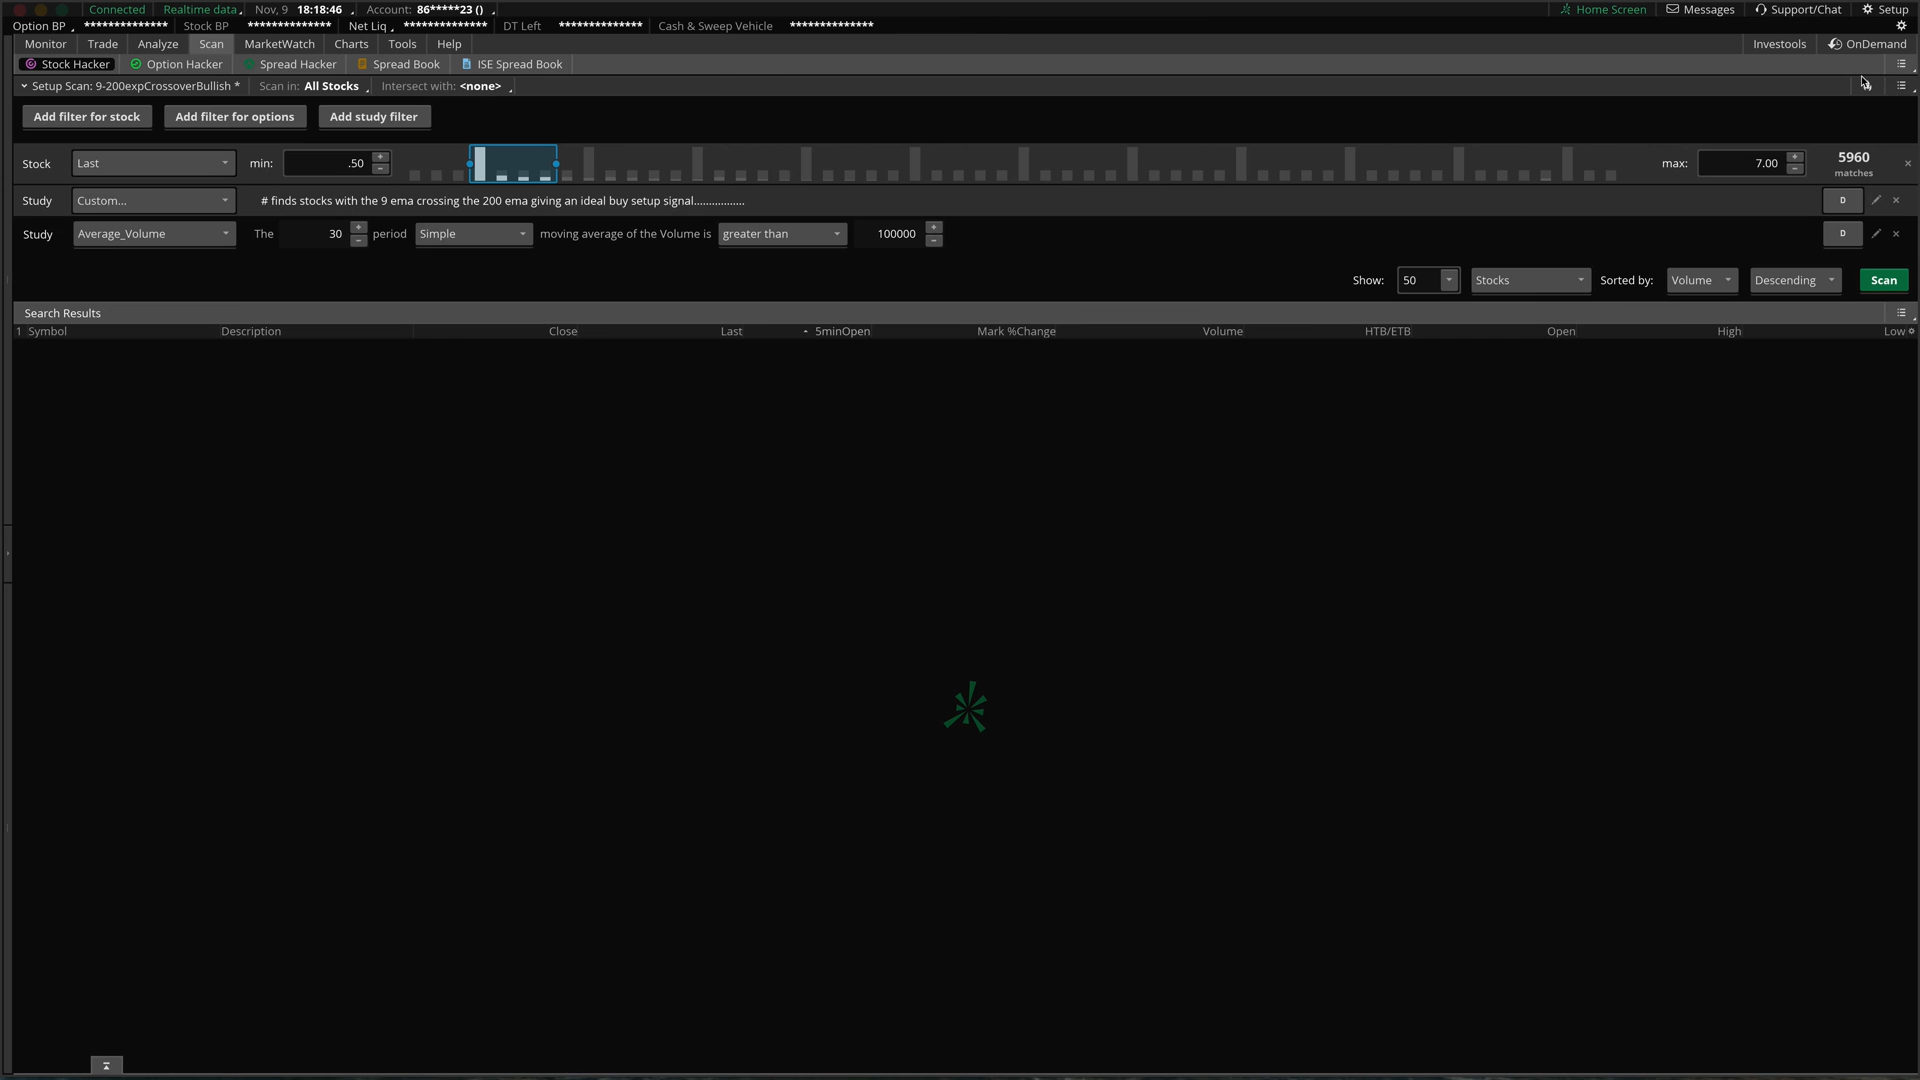 Connected Realtime data Nov, 9 18:18:46 Account: 86*****23 () Home Screen Messages Support/Chat Setup
Option BP ************** Stock BP ************** Net Liq ************** DT Left ************** Cash & Sweep Vehicle **************
Monitor Trade Analyze Scan MarketWatch Charts Tools Help Investools OnDemand
Stock Hacker Option Hacker Spread Hacker Spread Book ISE Spread Book
Setup Scan: 9-200expCrossoverBullish * Scan in: All Stocks Intersect with: <none>
Add filter for stock Add filter for options Add study filter
Stock Last min: .50 max: 7.00 5960
matches
Study Custom... # finds stocks with the 9 ema crossing the 200 ema giving an ideal buy setup signal................ D
Study Average_Volume The 30 period Simple moving average of the Volume is greater than 100000 D
Show: 50 Stocks Sorted by: Volume Descending Scan
Search Results
1 Symbol Description Close Last 5minOpen Mark %Change Volume HTB/ETB Open High Low